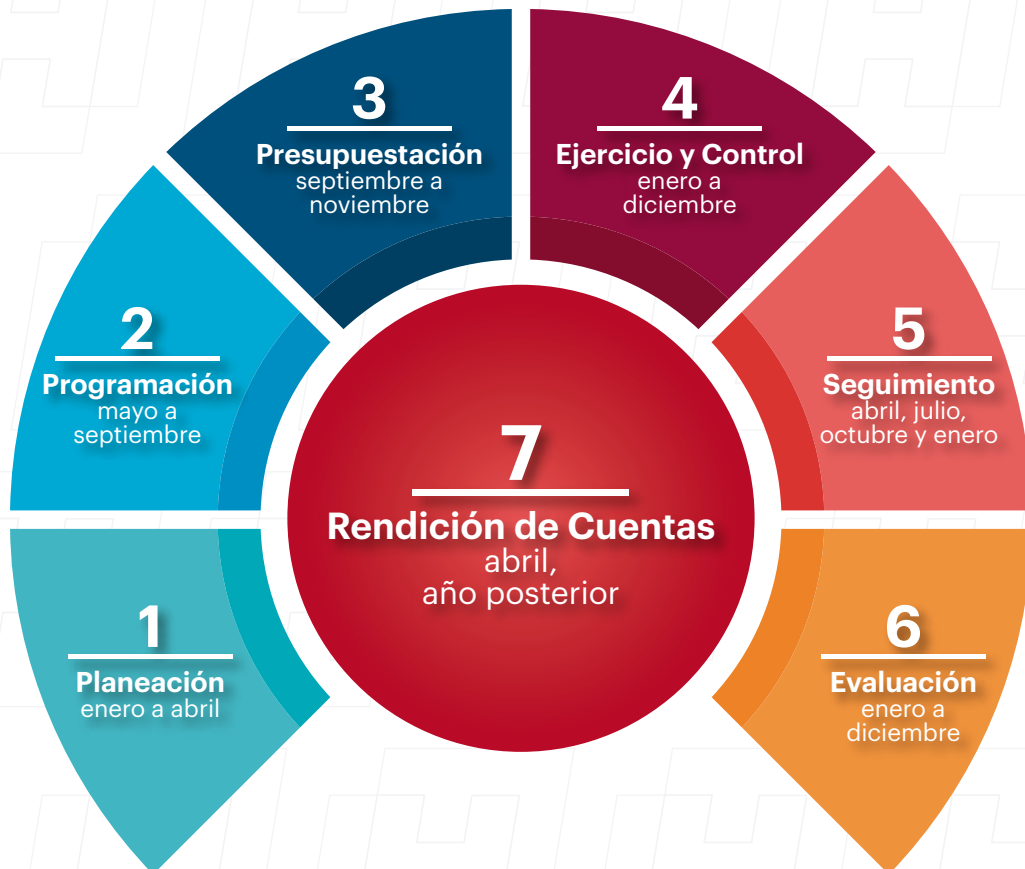 1
Planeación
enero a abril
2
Programación
mayo a
septiembre
3
Presupuestación
septiembre a
noviembre
4
Ejercicio y Control
enero a
diciembre
5
Seguimiento
abril, julio,
octubre y enero
6
Evaluación
enero a
diciembre
7
Rendición de Cuentas
abril,
año posterior